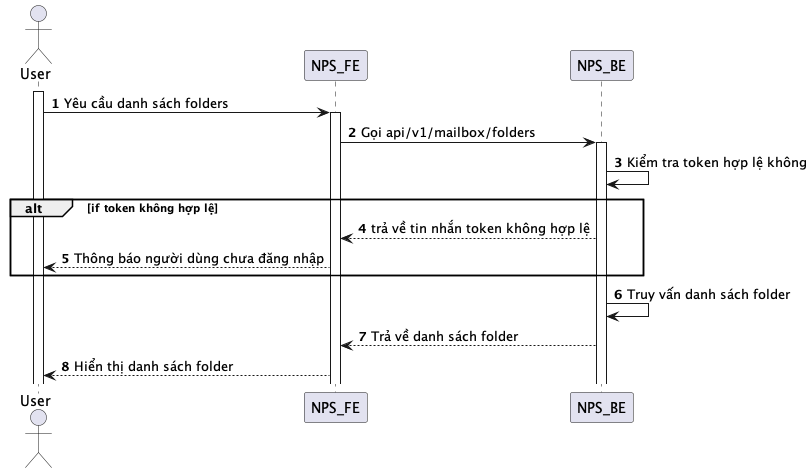 User
NPS_FE
NPS_BE
1 Yêu cầu danh sách folders
2 Gọi api/v1/mailbox/folders
3 Kiểm tra token hợp lệ không
alt [if token không hợp lệ]
4 trả về tin nhắn token không hợp lệ
5 Thông báo người dùng chưa đăng nhập
6 Truy vấn danh sách folder
7 Trả về danh sách folder
8 Hiển thị danh sách folder
User
NPS_FE
NPS_BE